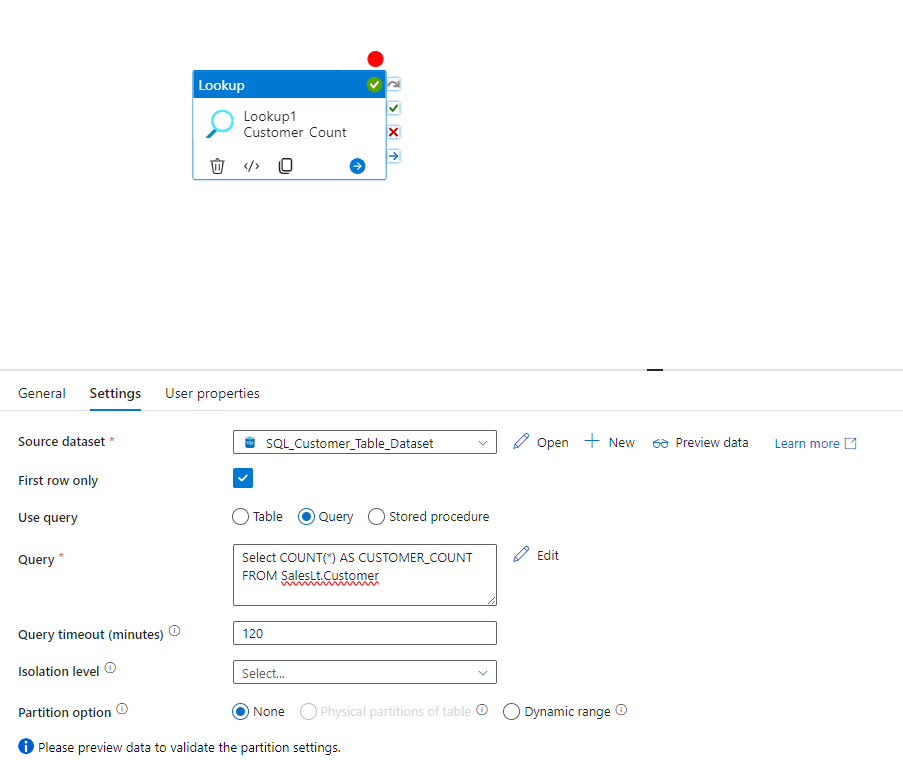 Lookup
Lookup1
Customer Count
</>
General Settings User properties
Source dataset * SQL SQL_Customer_Table_Dataset Open New Preview data Learn more
First row only
Use query Table Query Stored procedure
Query * Select COUNT(*) AS CUSTOMER_COUNT
FROM SalesLt.Customer
Edit
Query timeout (minutes) 120
Isolation level Select...
Partition option None Physical partitions of table Dynamic range
Please preview data to validate the partition settings.